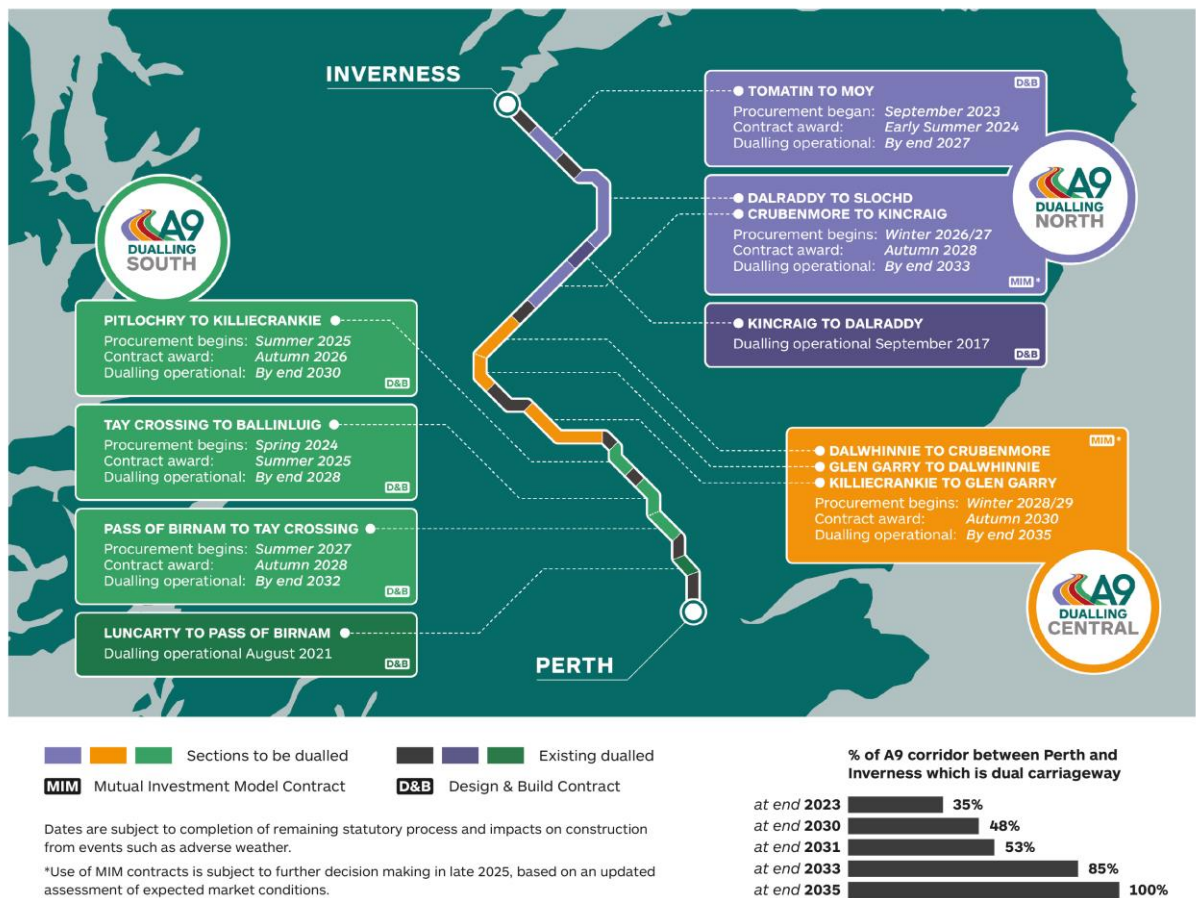 INVERNESS
D&B
TOMATIN TO MOY
Procurement began: September 2023
Contract award: Early Summer 2024
Dualling operational: By end 2027
A9
DUALLING
NORTH
DALRADDY TO SLOCHD
CRUBENMORE TO KINCRAIG
Procurement begins: Winter 2026/27
Contract award: Autumn 2028
Dualling operational: By end 2033
MIM *
KINCRAIG TO DALRADDY
Dualling operational September 2017
D&B
A9
DUALLING
SOUTH
PITLOCHRY TO KILLIECRANKIE
Procurement begins: Summer 2025
Contract award: Autumn 2026
Dualling operational: By end 2030
D&B
TAY CROSSING TO BALLINLUIG
Procurement begins: Spring 2024
Contract award: Summer 2025
Dualling operational: By end 2028
D&B
PASS OF BIRNAM TO TAY CROSSING
Procurement begins: Summer 2027
Contract award: Autumn 2028
Dualling operational: By end 2032
D&B
LUNCARTY TO PASS OF BIRNAM
Dualling operational August 2021
D&B
MIM *
DALWHINNIE TO CRUBENMORE
GLEN GARRY TO DALWHINNIE
KILLIECRANKIE TO GLEN GARRY
Procurement begins: Winter 2028/29
Contract award: Autumn 2030
Dualling operational: By end 2035
A9
DUALLING
CENTRAL
PERTH
Sections to be dualled
Existing dualled
MIM Mutual Investment Model Contract
D&B Design & Build Contract
Dates are subject to completion of remaining statutory process and impacts on construction
from events such as adverse weather.
*Use of MIM contracts is subject to further decision making in late 2025, based on an updated
assessment of expected market conditions.
% of A9 corridor between Perth and
Inverness which is dual carriageway
at end 2023 35%
at end 2030 48%
at end 2031 53%
at end 2033 85%
at end 2035 100%